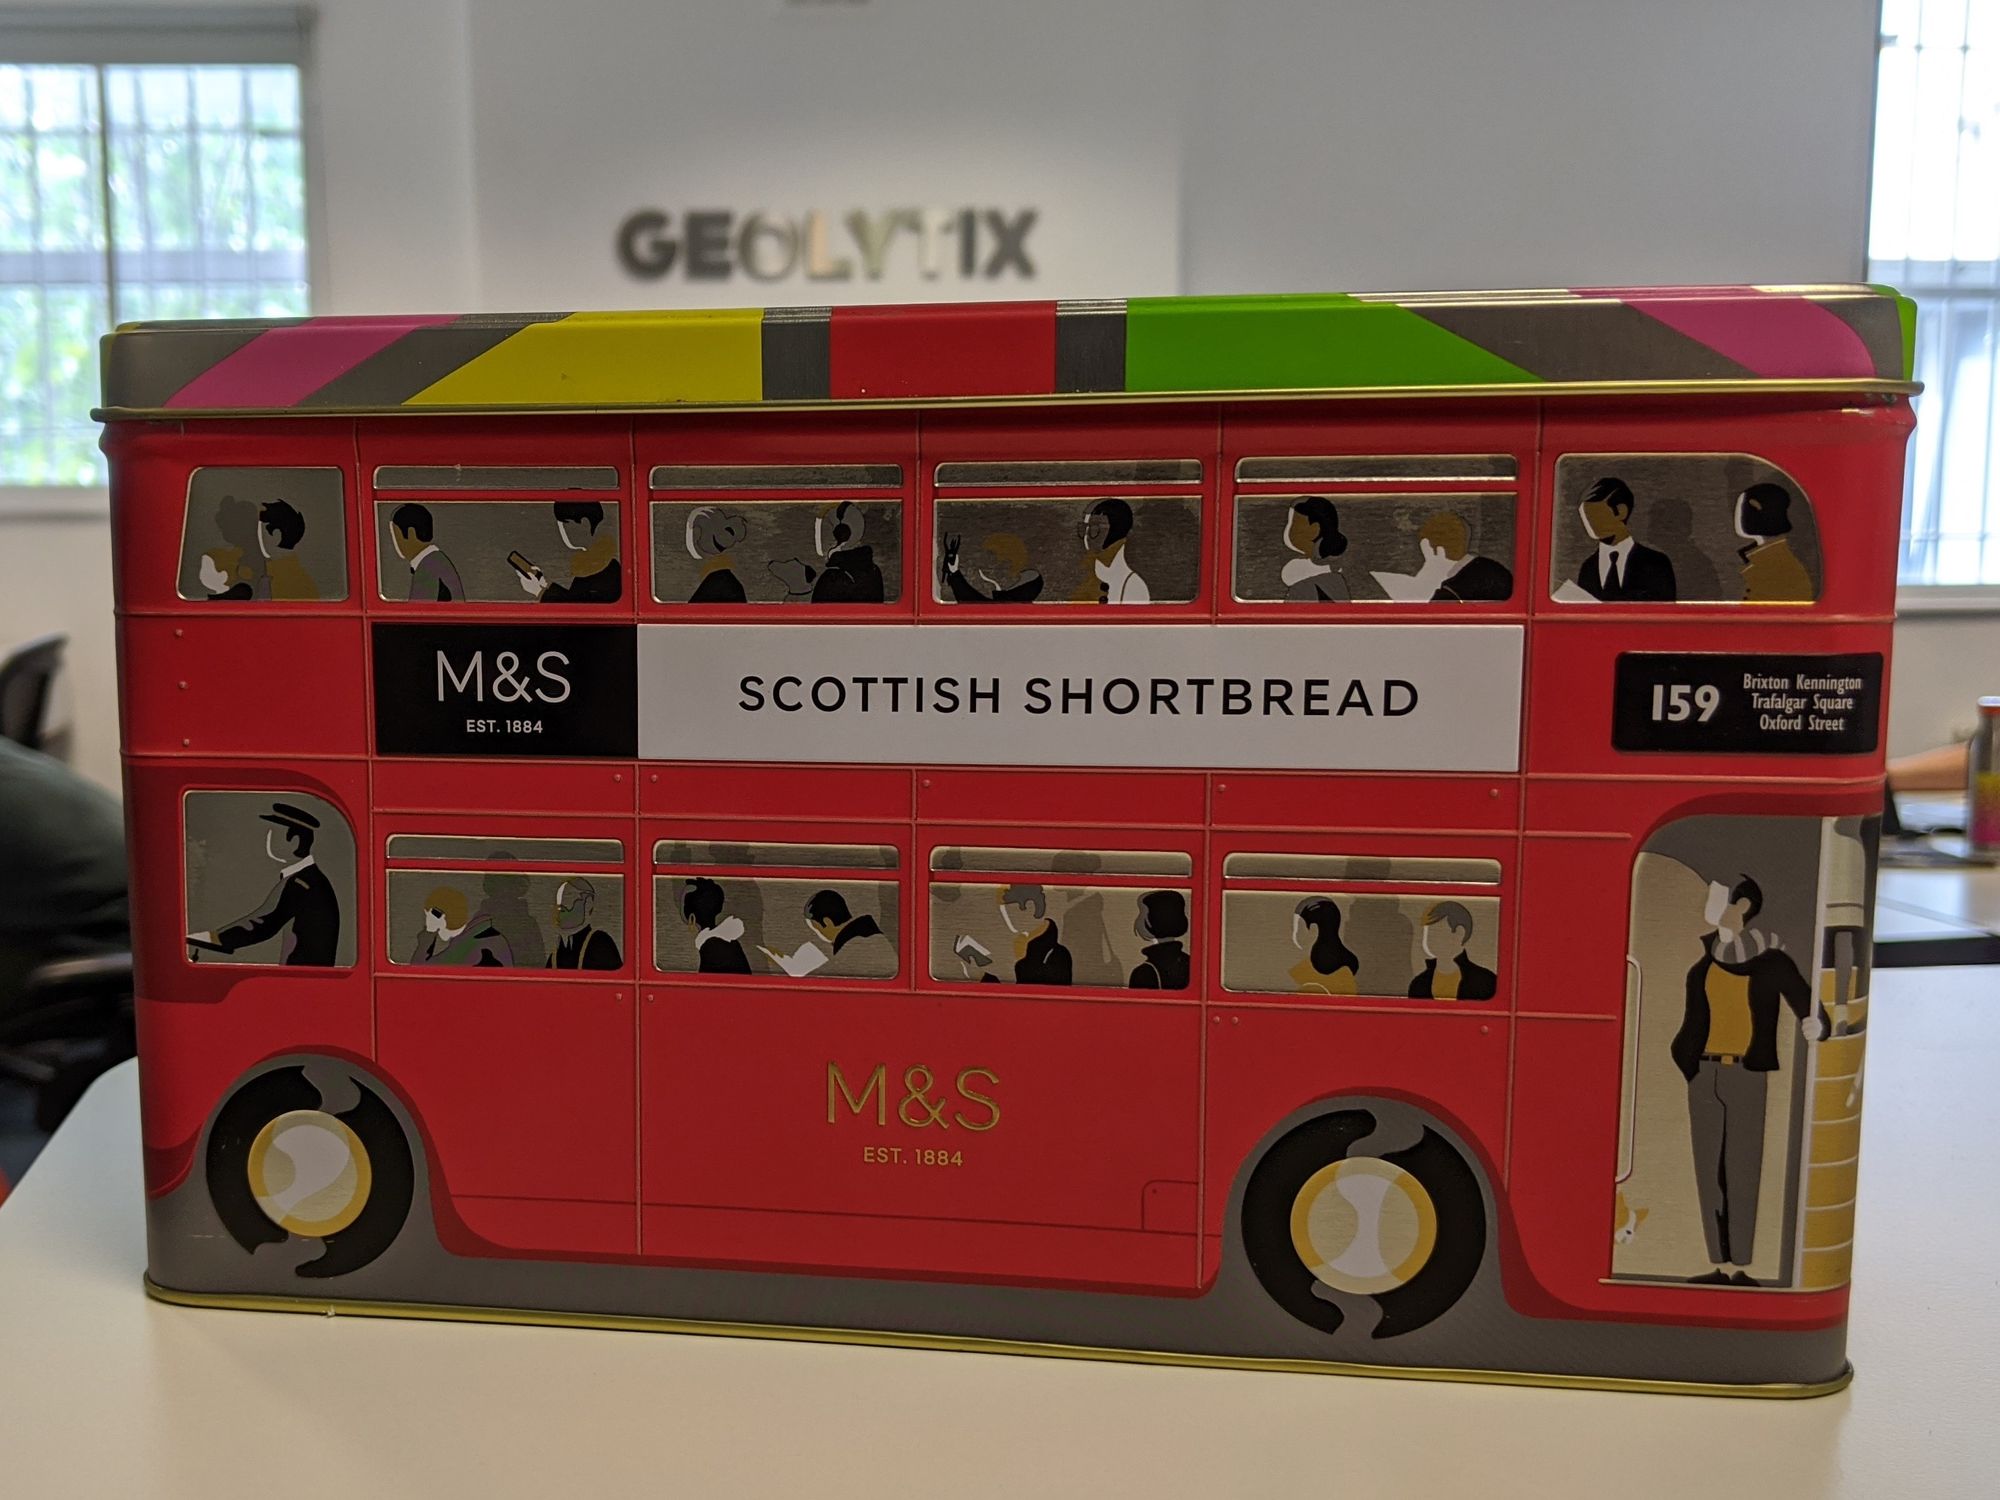 GEOLYTIX
M&S
EST. 1884
SCOTTISH SHORTBREAD
159
Brixton Kennington
Trafalgar Square
Oxford Street
M&S
EST. 1884